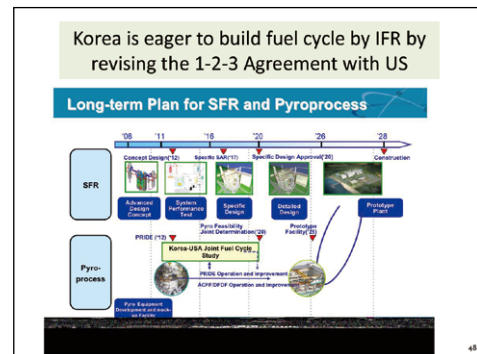 Korea is eager to build fuel cycle by IFR by
revising the 1-2-3 Agreement with US
Long-term Plan for SFR and Pyroprocess
'08 '11 '16 '20 '26 '28
Concept Design('12) Specific SAR('17) Specific Design Approval('20) Construction
SFR
Advanced
Design
Concept
System
Performance
Test
Specific
Design
Detailed
Design
Prototype
Plant
Pyro Feasibility
Joint Determination('20)
Prototype
Facility('25)
PRIDE ('12)
Korea-USA Joint Fuel Cycle
Study
Pyro-
process
PRIDE Operation and Improvement
ACPF/DFDF Operation and Improvement
Pyro Equipment
Development and mock-
up Facility
48